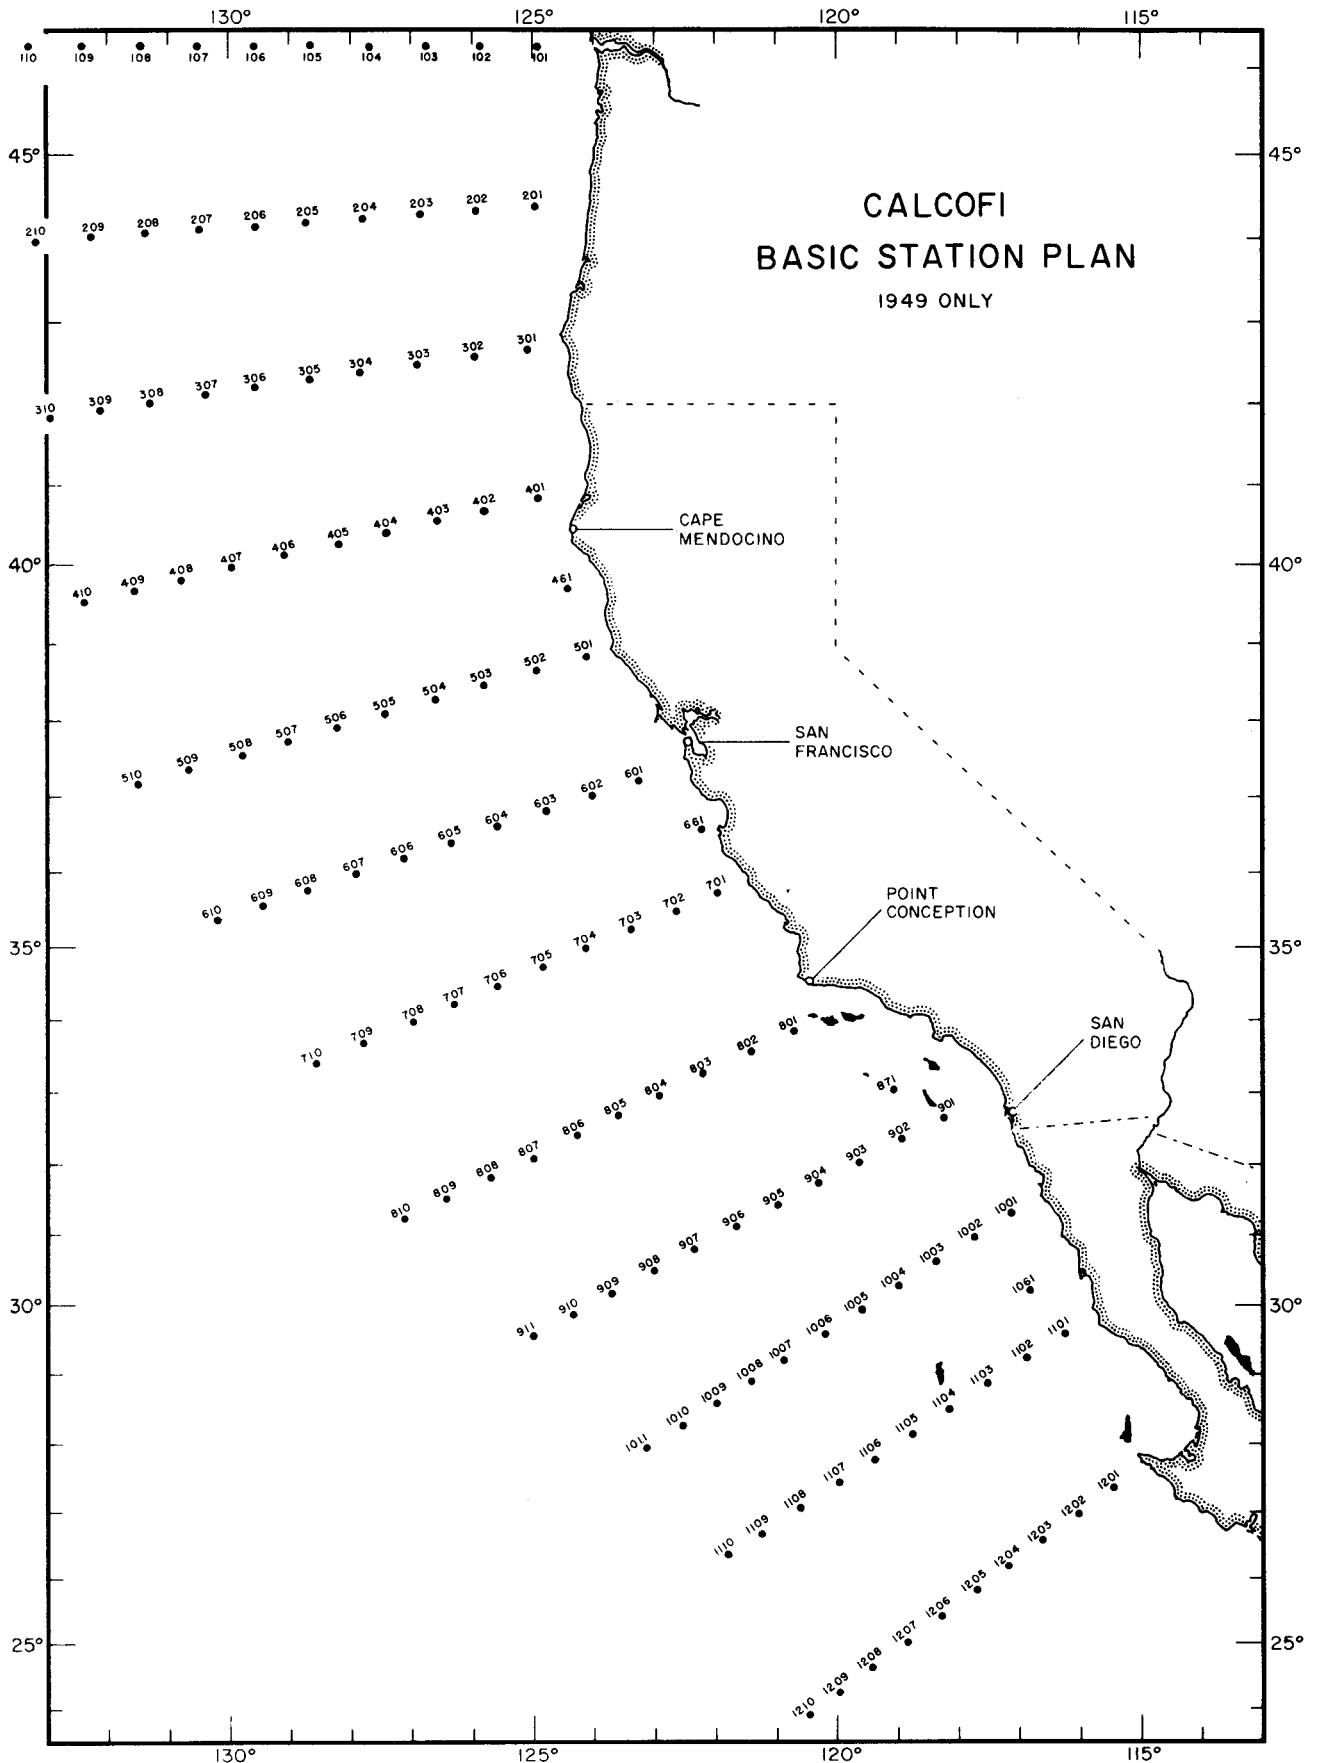 130° 125° 120° 115°
110 109 108 107 106 105 104 103 102 101
45° 45°
CALCOFI
BASIC STATION PLAN
1949 ONLY
210 209 208 207 206 205 204 203 202 201
310 309 308 307 306 305 304 303 302 301
410 409 408 407 406 405 404 403 402 401
CAPE
MENDOCINO
40° 40°
461
510 509 508 507 506 505 504 503 502 501
SAN
FRANCISCO
610 609 608 607 606 605 604 603 602 601
661
POINT
CONCEPTION
710 709 708 707 706 705 704 703 702 701
35° 35°
SAN
DIEGO
810 809 808 807 806 805 804 803 802 801
871
911 910 909 908 907 906 905 904 903 902 901
1011 1010 1009 1008 1007 1006 1005 1004 1003 1002 1001
1061
30° 30°
1110 1109 1108 1107 1106 1105 1104 1103 1102 1101
1210 1209 1208 1207 1206 1205 1204 1203 1202 1201
25° 25°
130° 125° 120° 115°